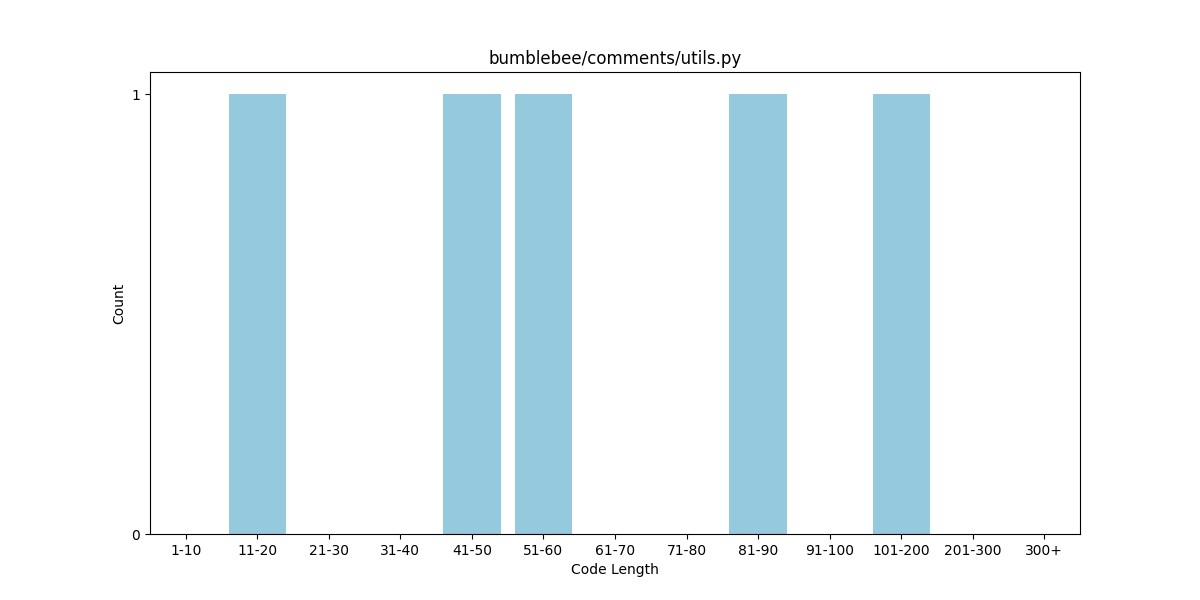 bumblebee/comments/utils.py
1
0
Count
1-10 11-20 21-30 31-40 41-50 51-60 61-70 71-80 81-90 91-100 101-200 201-300 300+
Code Length